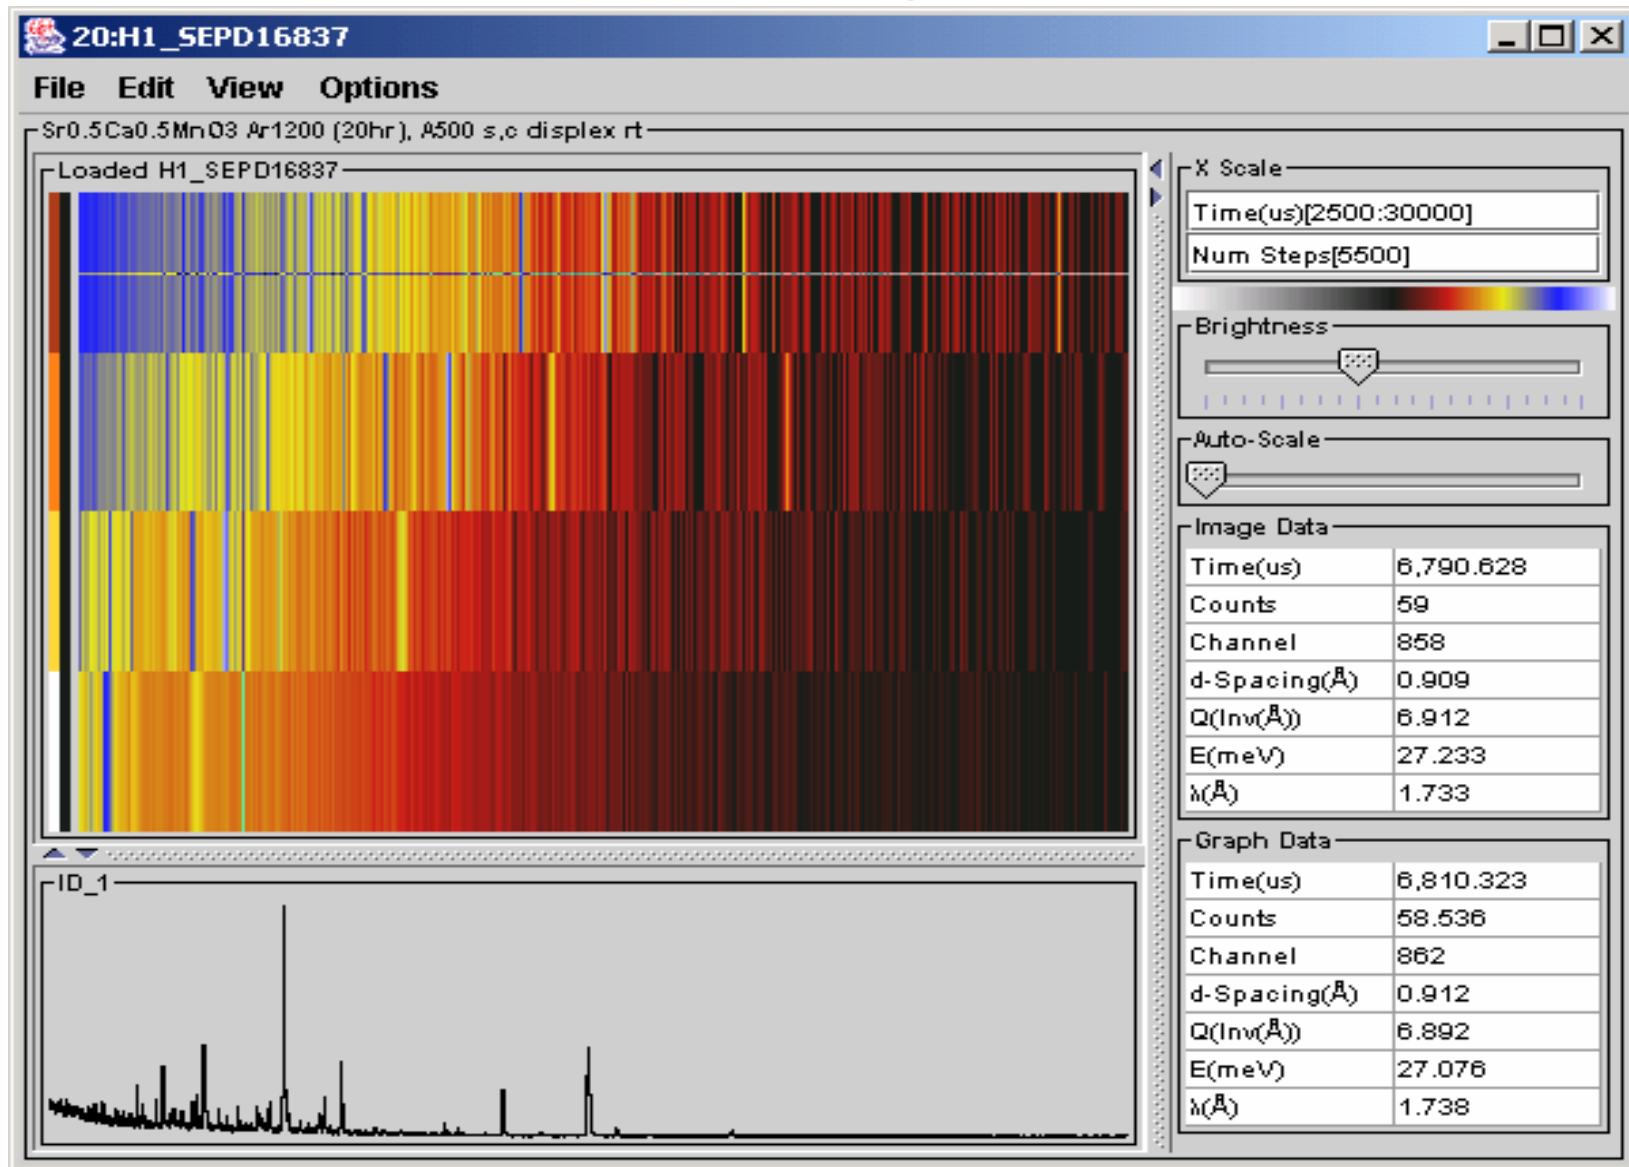 20:H1_SEPD16837
File Edit View Options
Sr0.5Ca0.5MnO3 Ar1200 (20hr), A500 s,c displex rt
Loaded H1_SEPD16837
X Scale
Time(us)[2500:30000]
Num Steps[5500]
Brightness
Auto-Scale
Image Data
Time(us) 6,790.628
Counts 59
Channel 858
d-Spacing(Å) 0.909
Q(Inv(Å)) 6.912
E(meV) 27.233
λ(Å) 1.733
Graph Data
Time(us) 6,810.323
Counts 58.536
Channel 862
d-Spacing(Å) 0.912
Q(Inv(Å)) 6.892
E(meV) 27.076
λ(Å) 1.738
ID_1